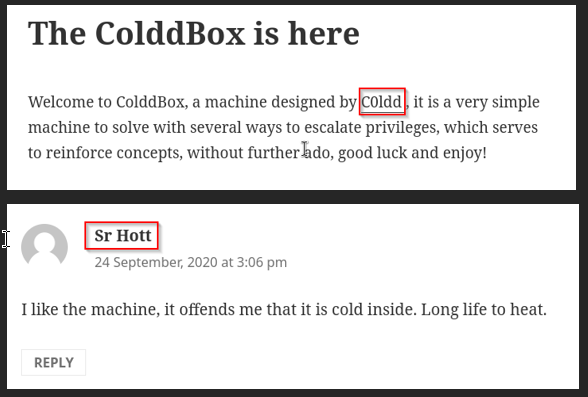 The ColddBox is here
Welcome to ColddBox, a machine designed by C0ldd , it is a very simple
machine to solve with several ways to escalate privileges, which serves
to reinforce concepts, without further ado, good luck and enjoy!
Sr Hott
24 September, 2020 at 3:06 pm
I like the machine, it offends me that it is cold inside. Long life to heat.
REPLY